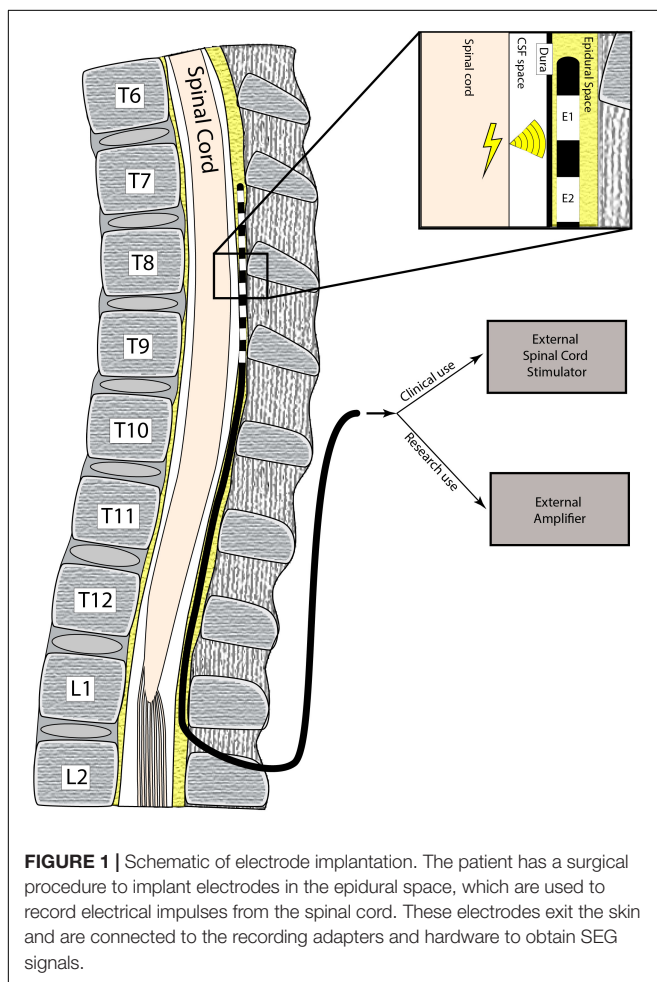 T6
T7
T8
T9
T10
T11
T12
L1
L2
Spinal Cord
Spinal cord
CSF space
Dura
Epidural Space
E1
E2
Clinical use
Research use
External
Spinal Cord
Stimulator
External
Amplifier
FIGURE 1 | Schematic of electrode implantation. The patient has a surgical
procedure to implant electrodes in the epidural space, which are used to
record electrical impulses from the spinal cord. These electrodes exit the skin
and are connected to the recording adapters and hardware to obtain SEG
signals.